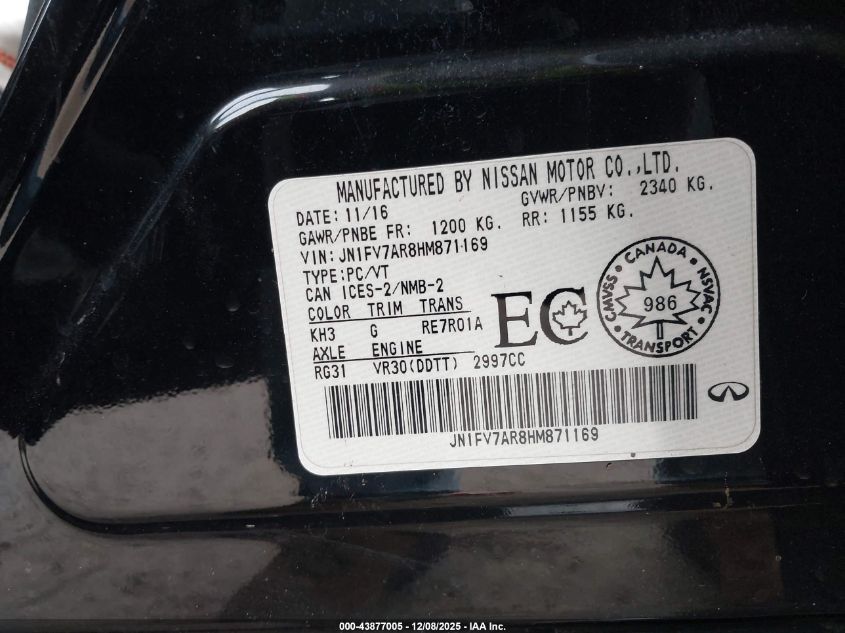 MANUFACTURED BY NISSAN MOTOR CO.,LTD.
DATE: 11/16 GVWR/PNBV: 2340 KG.
GAWR/PNBE FR: 1200 KG. RR: 1155 KG.
VIN: JN1FV7AR8HM871169
TYPE: PC/VT
CAN ICES-2/NMB-2
COLOR TRIM TRANS
KH3 G RE7R01A
AXLE ENGINE
RG31 VR30(DDTT) 2997CC
EC
CANADA
CMVSS
NSVAC
986
TRANSPORT
JN1FV7AR8HM871169
000-43877005 - 12/08/2025 - IAA Inc.